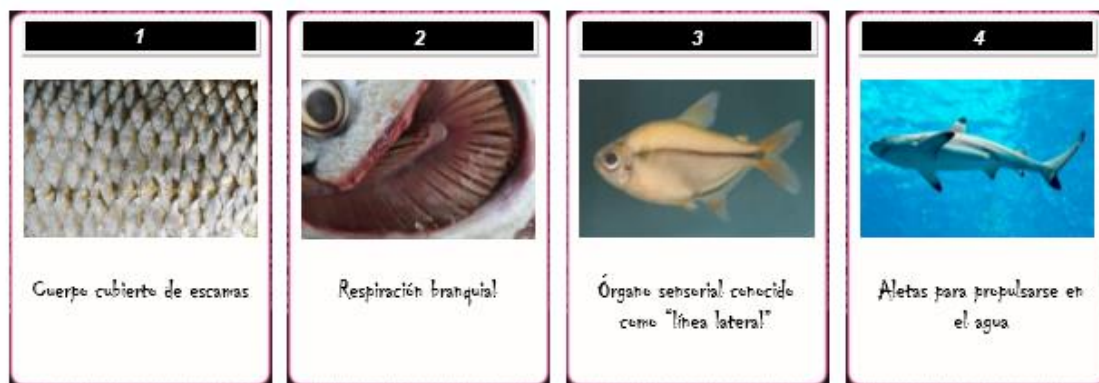 1
Cuerpo cubierto de escamas
2
Respiración branquial
3
Órgano sensorial conocido
como "línea lateral"
4
Aletas para propulsarse en
el agua